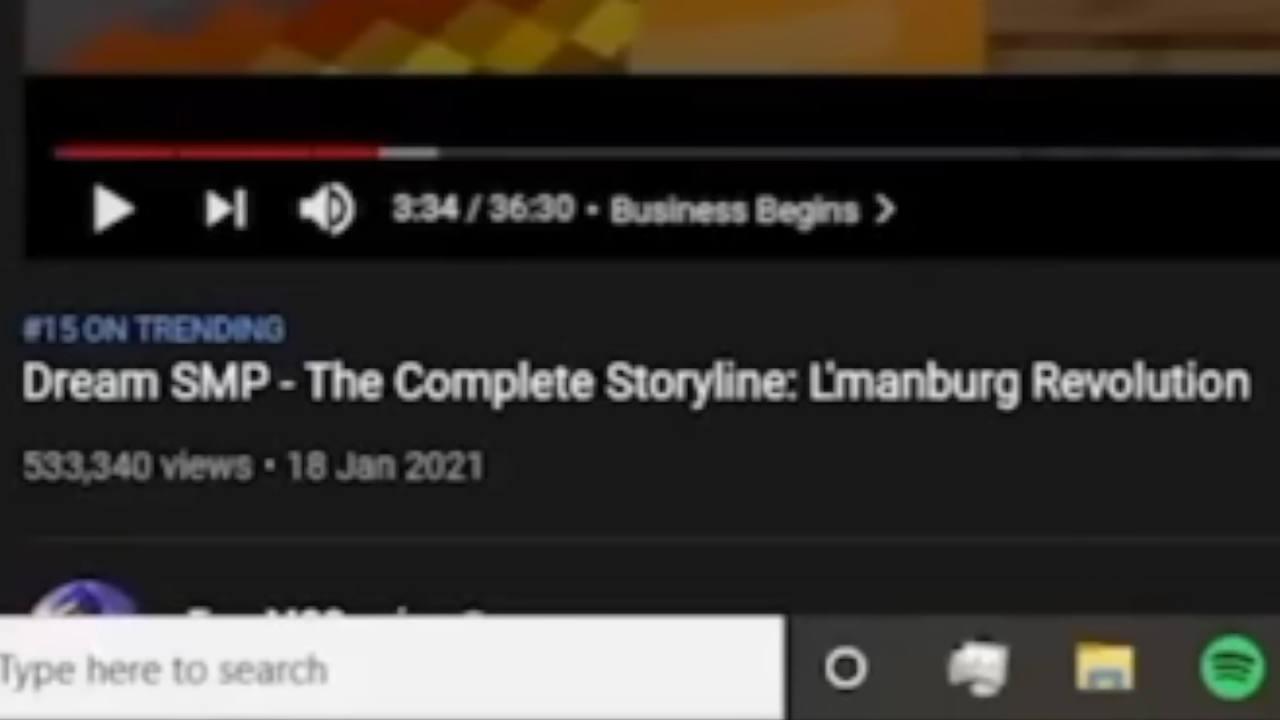 3:34 / 36:30 • Business Begins
#15 ON TRENDING
Dream SMP - The Complete Storyline: L'manburg Revolution
533,340 views • 18 Jan 2021
Type here to search